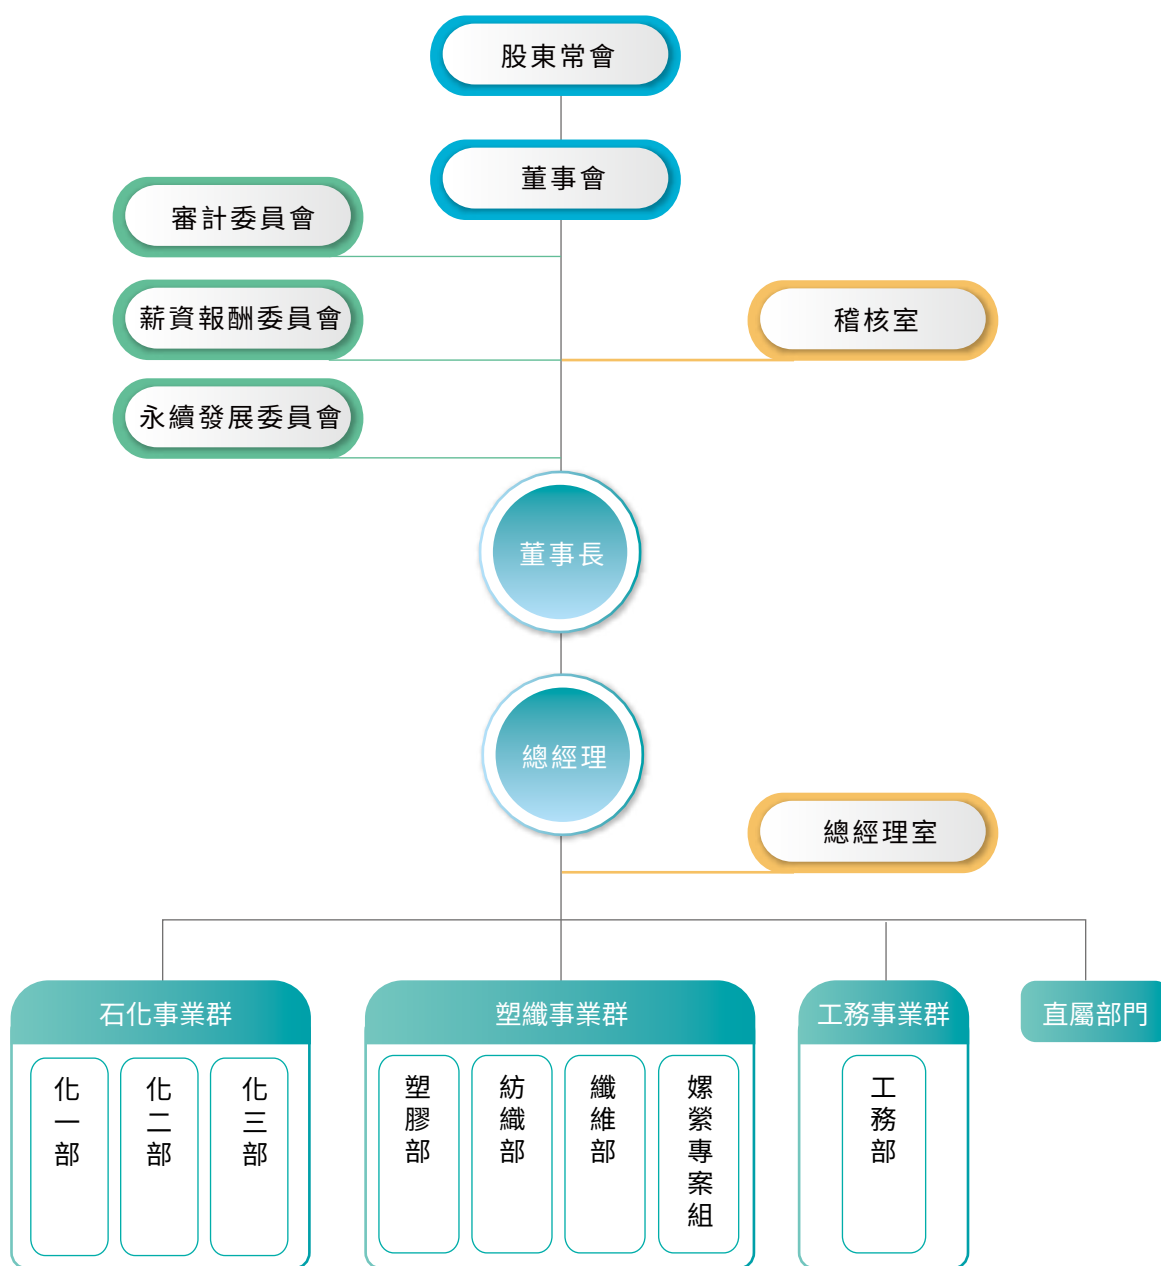 股東常會
董事會
審計委員會
薪資報酬委員會
稽核室
永續發展委員會
董事長
總經理
總經理室
石化事業群
塑纖事業群
工務事業群
直屬部門
化一部
化二部
化三部
塑膠部
紡織部
纖維部
嫘縈專案組
工務部